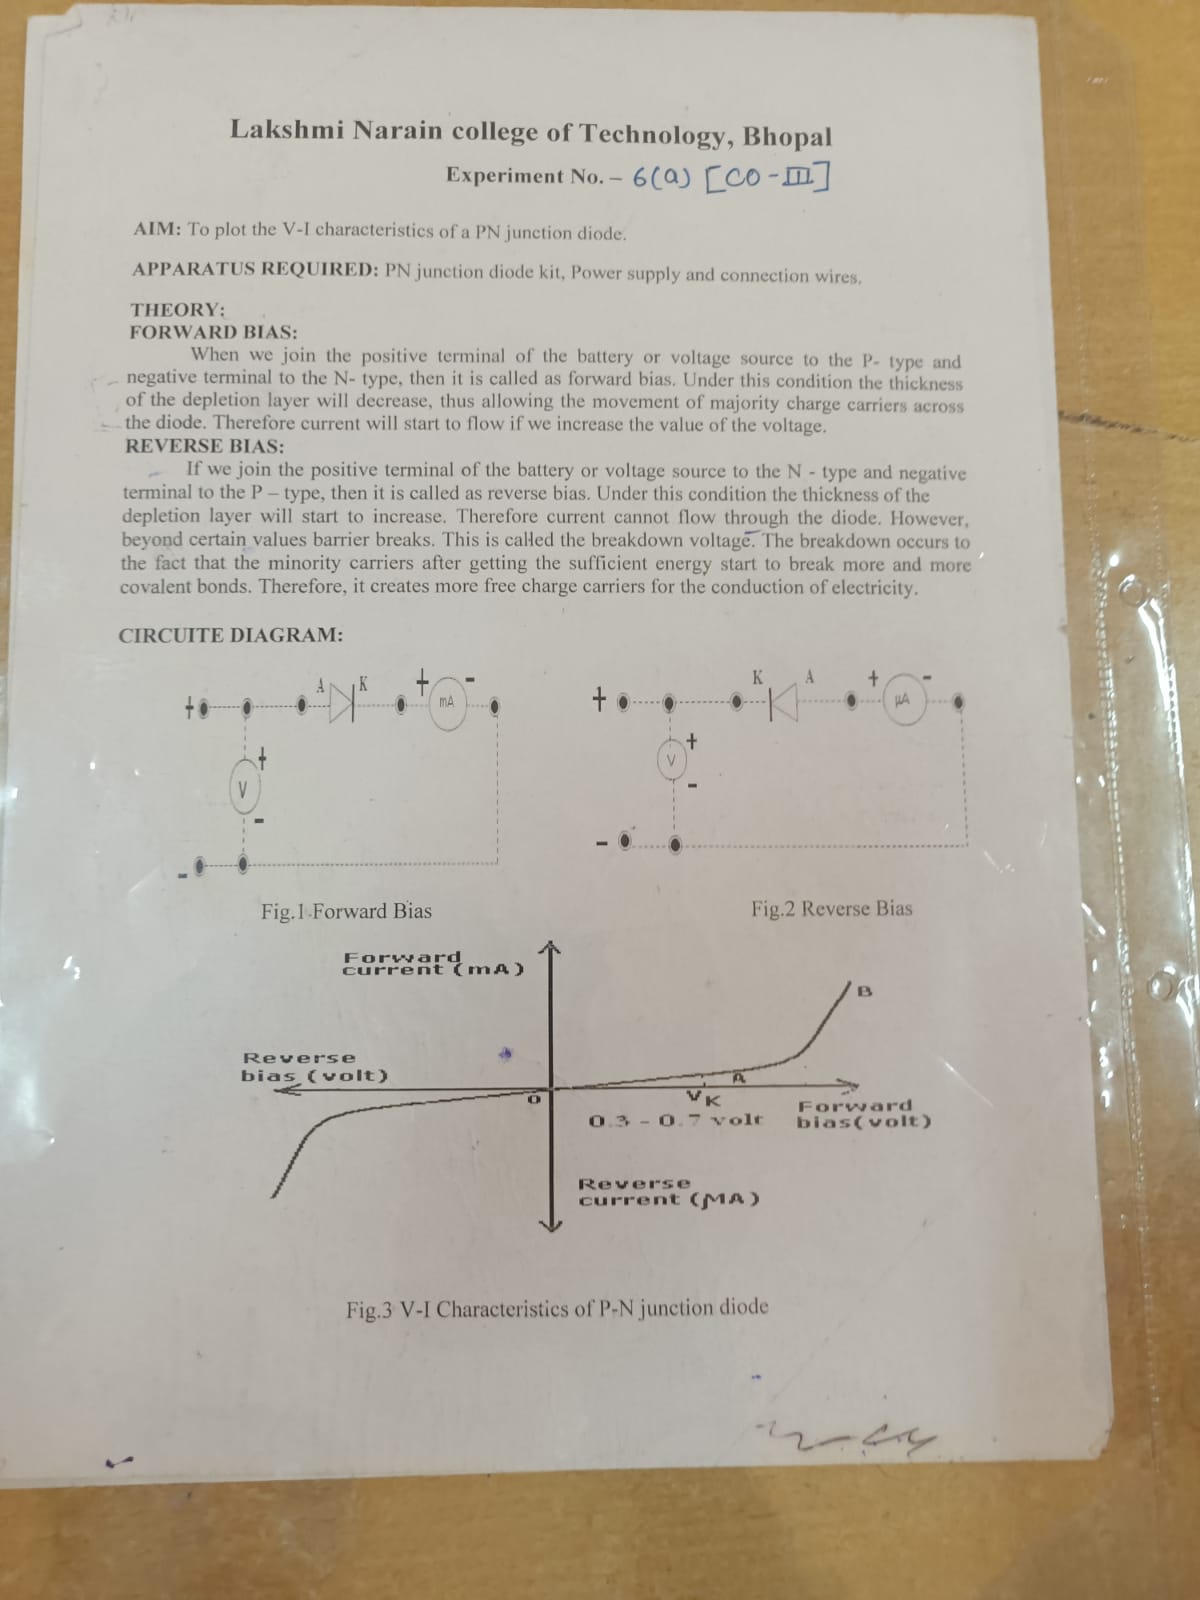 Lakshmi Narain college of Technology, Bhopal
Experiment No. – 6(a) [CO-III]
AIM: To plot the V-I characteristics of a PN junction diode.
APPARATUS REQUIRED: PN junction diode kit, Power supply and connection wires.
THEORY:
FORWARD BIAS:
When we join the positive terminal of the battery or voltage source to the P- type and
negative terminal to the N- type, then it is called as forward bias. Under this condition the thickness
of the depletion layer will decrease, thus allowing the movement of majority charge carriers across
the diode. Therefore current will start to flow if we increase the value of the voltage.
REVERSE BIAS:
If we join the positive terminal of the battery or voltage source to the N - type and negative
terminal to the P – type, then it is called as reverse bias. Under this condition the thickness of the
depletion layer will start to increase. Therefore current cannot flow through the diode. However,
beyond certain values barrier breaks. This is called the breakdown voltage. The breakdown occurs to
the fact that the minority carriers after getting the sufficient energy start to break more and more
covalent bonds. Therefore, it creates more free charge carriers for the conduction of electricity.
CIRCUITE DIAGRAM:
+ A K + mA -
V + -
-
Fig.1 Forward Bias
+ K A + µA -
V + -
-
Fig.2 Reverse Bias
Forward
current (mA)
B
Reverse
bias (volt)
O
A
VK
0.3 - 0.7 volt
Forward
bias(volt)
Reverse
current (µA)
Fig.3 V-I Characteristics of P-N junction diode